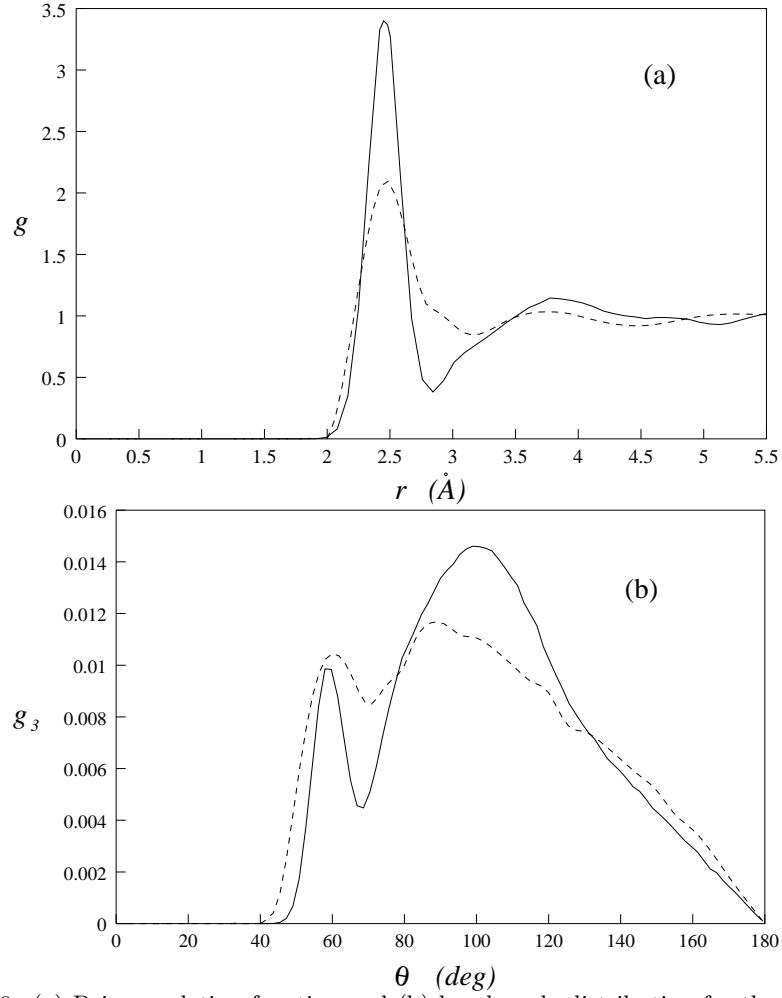 3.5
3
2.5
2
1.5
1
0.5
0
g
(a)
0 0.5 1 1.5 2 2.5 3 3.5 4 4.5 5 5.5
r (Å)
0.016
0.014
0.012
0.01
0.008
0.006
0.004
0.002
0
g3
(b)
0 20 40 60 80 100 120 140 160 180
θ (deg)
(a) Pair correlation function and (b) bond-angle distribution for the